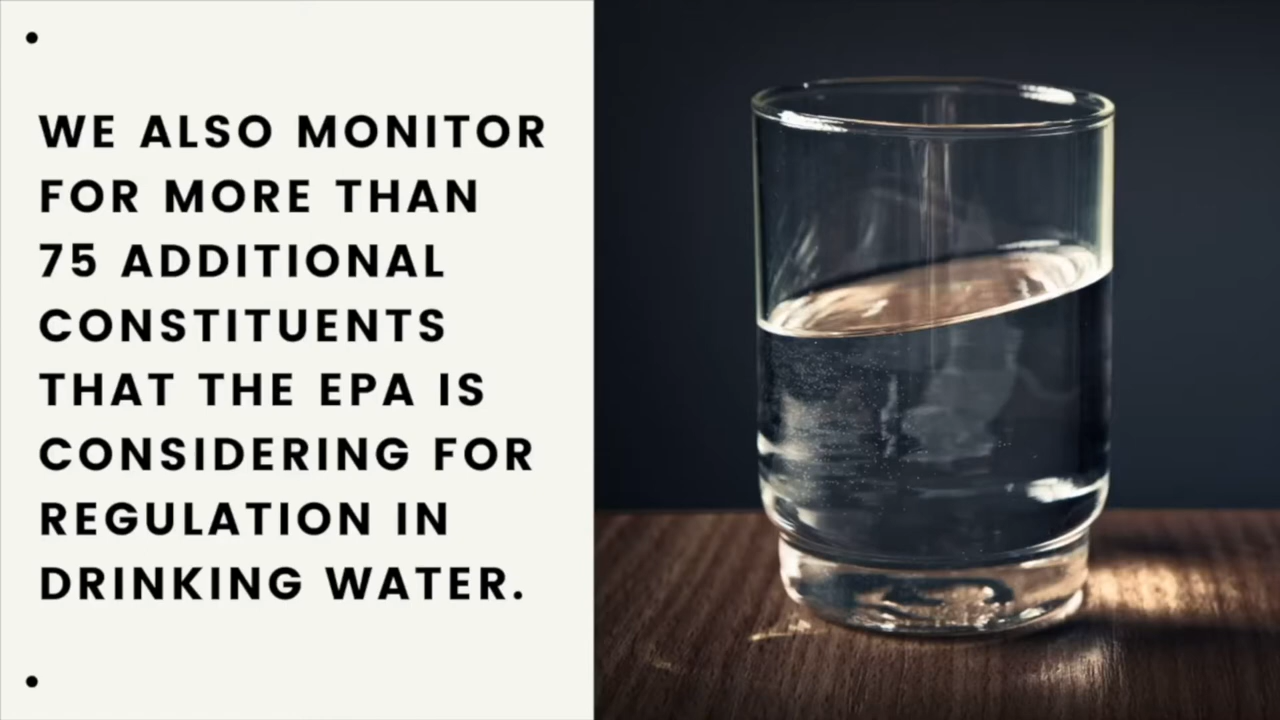 WE ALSO MONITOR
FOR MORE THAN
75 ADDITIONAL
CONSTITUENTS
THAT THE EPA IS
CONSIDERING FOR
REGULATION IN
DRINKING WATER.